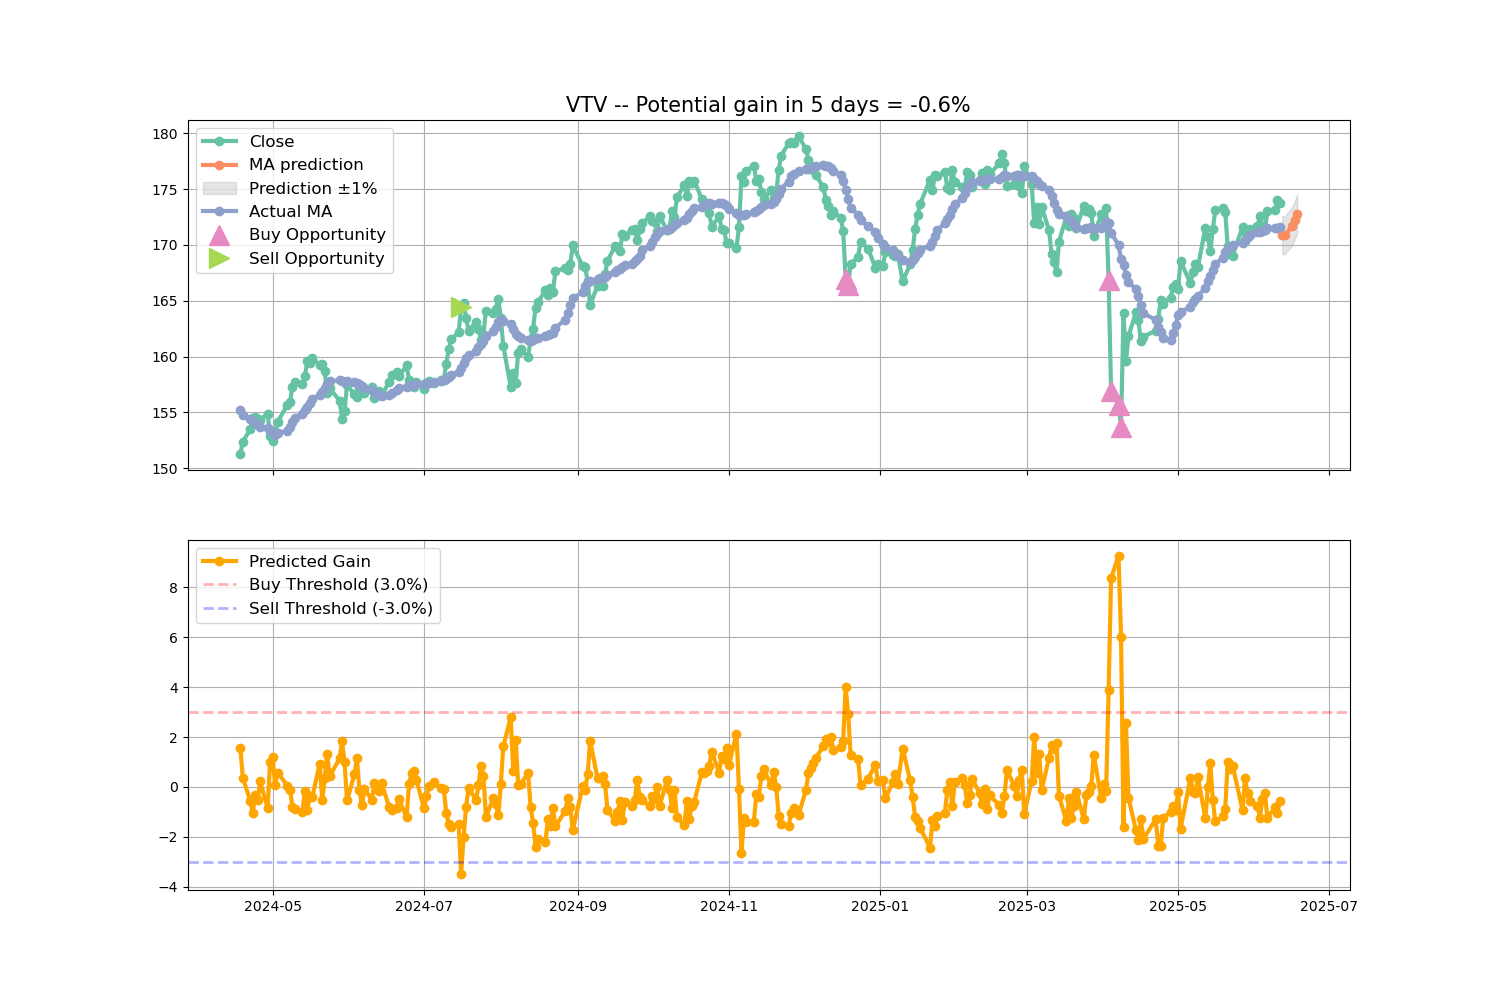 VTV -- Potential gain in 5 days = -0.6%
180
175
170
165
160
155
150
Close
MA prediction
Prediction ±1%
Actual MA
Buy Opportunity
Sell Opportunity
8
6
4
2
0
−2
−4
Predicted Gain
Buy Threshold (3.0%)
Sell Threshold (-3.0%)
2024-05
2024-07
2024-09
2024-11
2025-01
2025-03
2025-05
2025-07